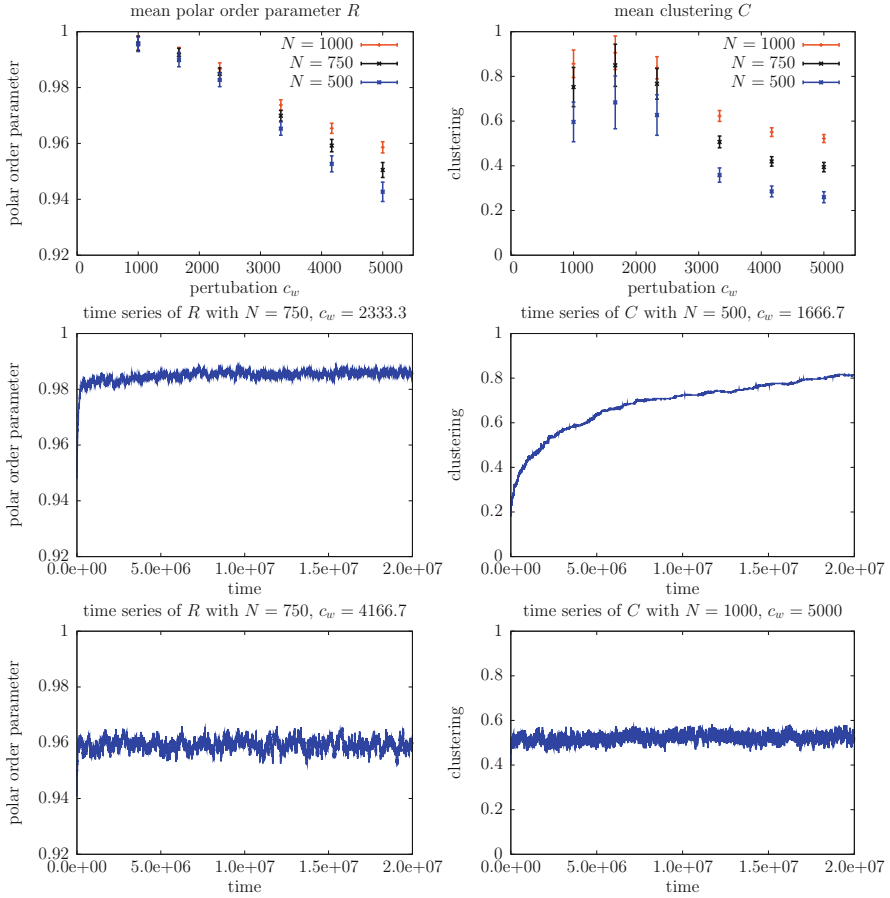 mean polar order parameter R
polar order parameter
1
0.98
0.96
0.94
0.92
N = 1000
N = 750
N = 500
0 1000 2000 3000 4000 5000
pertubation c_w
mean clustering C
clustering
1
0.8
0.6
0.4
0.2
0
N = 1000
N = 750
N = 500
0 1000 2000 3000 4000 5000
pertubation c_w
time series of R with N = 750, c_w = 2333.3
polar order parameter
1
0.98
0.96
0.94
0.92
0.0e+00 5.0e+06 1.0e+07 1.5e+07 2.0e+07
time
time series of C with N = 500, c_w = 1666.7
clustering
1
0.8
0.6
0.4
0.2
0
0.0e+00 5.0e+06 1.0e+07 1.5e+07 2.0e+07
time
time series of R with N = 750, c_w = 4166.7
polar order parameter
1
0.98
0.96
0.94
0.92
0.0e+00 5.0e+06 1.0e+07 1.5e+07 2.0e+07
time
time series of C with N = 1000, c_w = 5000
clustering
1
0.8
0.6
0.4
0.2
0
0.0e+00 5.0e+06 1.0e+07 1.5e+07 2.0e+07
time